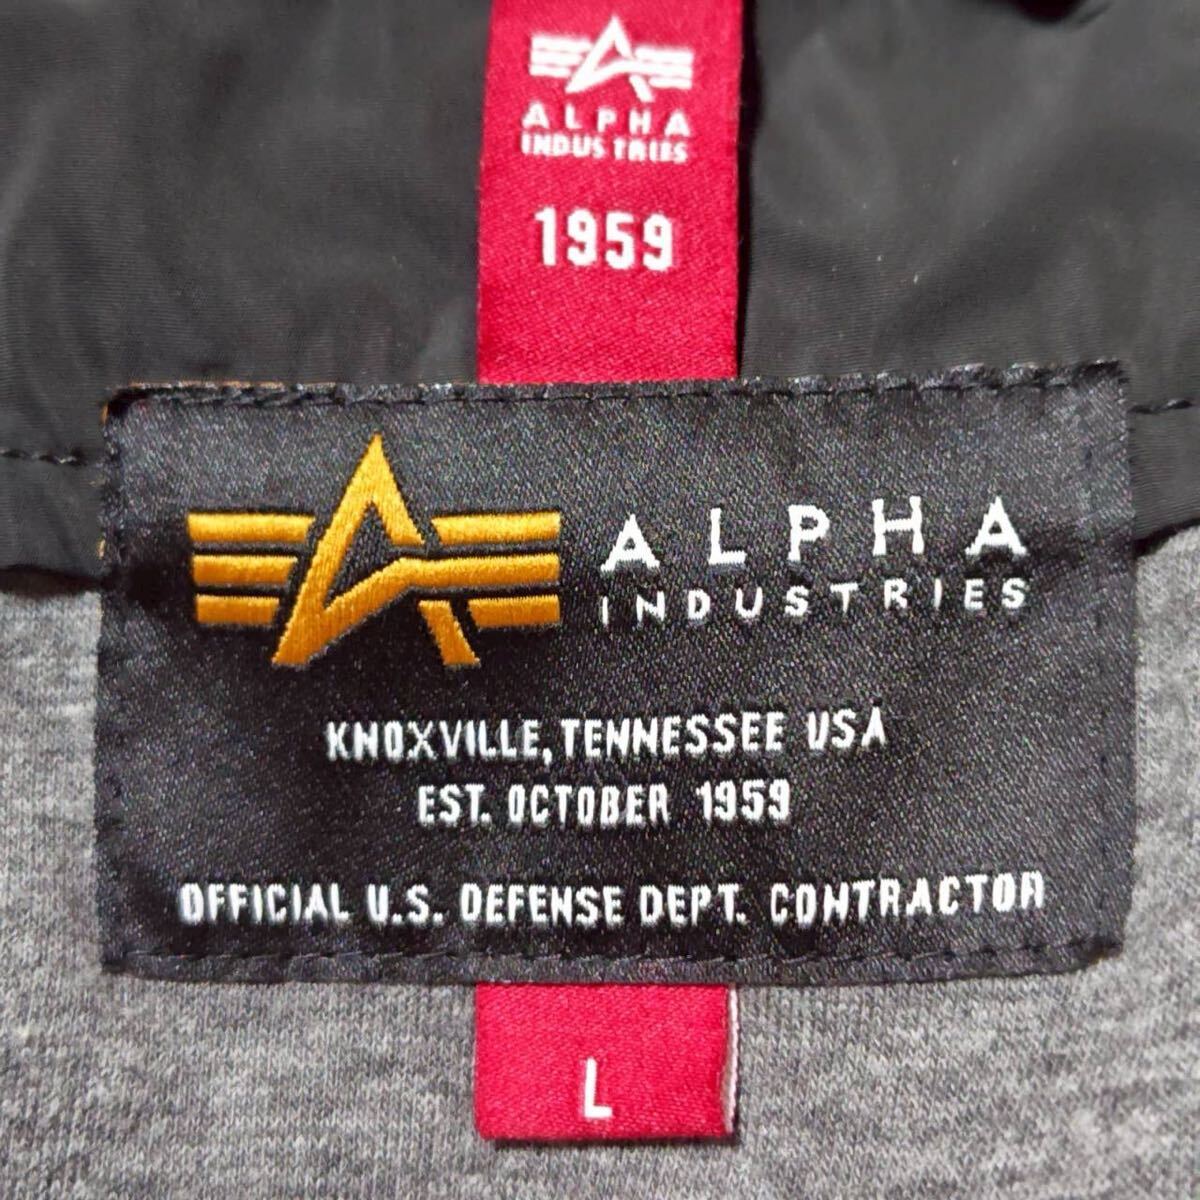 ALPHA
INDUSTRIES
1959
ALPHA
INDUSTRIES
KNOXVILLE, TENNESSEE USA
EST. OCTOBER 1959
OFFICIAL U.S. DEFENSE DEPT. CONTRACTOR
L